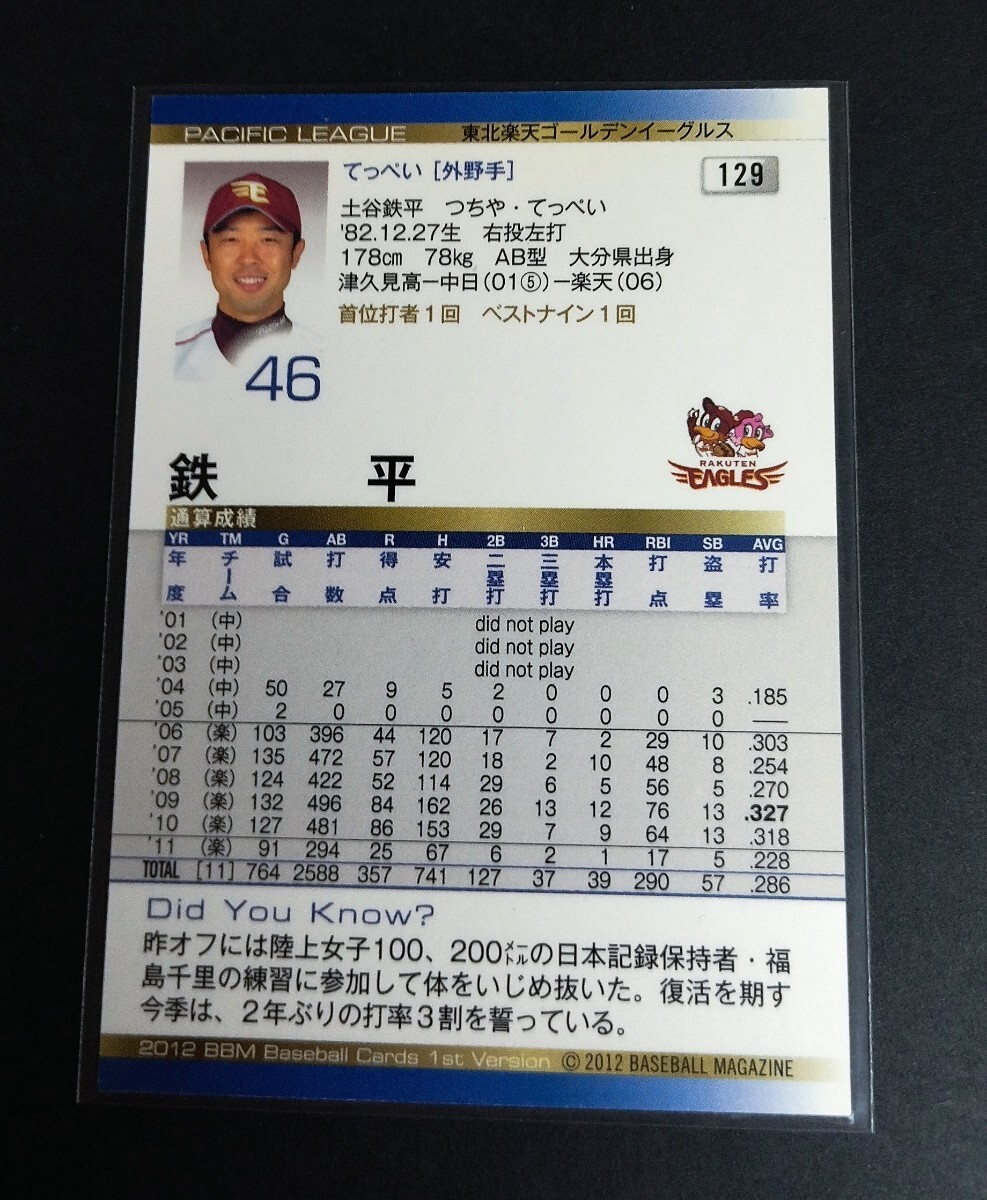 PACIFIC LEAGUE 東北楽天ゴールデンイーグルス
てっぺい [外野手] 129
土谷鉄平 つちや・てっぺい
'82.12.27生 右投左打
178cm 78kg AB型 大分県出身
津久見高ー中日(01⑤)ー楽天(06)
首位打者1回 ベストナイン1回
46
鉄平
RAKUTEN
EAGLES
通算成績
YR TM G AB R H 2B 3B HR RBI SB AVG
年度 チーム 試合 打数 得点 安打 二塁打 三塁打 本塁打 打点 盗塁 打率
'01 (中) did not play
'02 (中) did not play
'03 (中) did not play
'04 (中) 50 27 9 5 2 0 0 0 3 .185
'05 (中) 2 0 0 0 0 0 0 0 0 —
'06 (楽) 103 396 44 120 17 7 2 29 10 .303
'07 (楽) 135 472 57 120 18 2 10 48 8 .254
'08 (楽) 124 422 52 114 29 6 5 56 5 .270
'09 (楽) 132 496 84 162 26 13 12 76 13 .327
'10 (楽) 127 481 86 153 29 7 9 64 13 .318
'11 (楽) 91 294 25 67 6 2 1 17 5 .228
TOTAL [11] 764 2588 357 741 127 37 39 290 57 .286
Did You Know?
昨オフには陸上女子100、200㍍の日本記録保持者・福
島千里の練習に参加して体をいじめ抜いた。復活を期す
今季は、2年ぶりの打率3割を誓っている。
2012 BBM Baseball Cards 1st Version © 2012 BASEBALL MAGAZINE